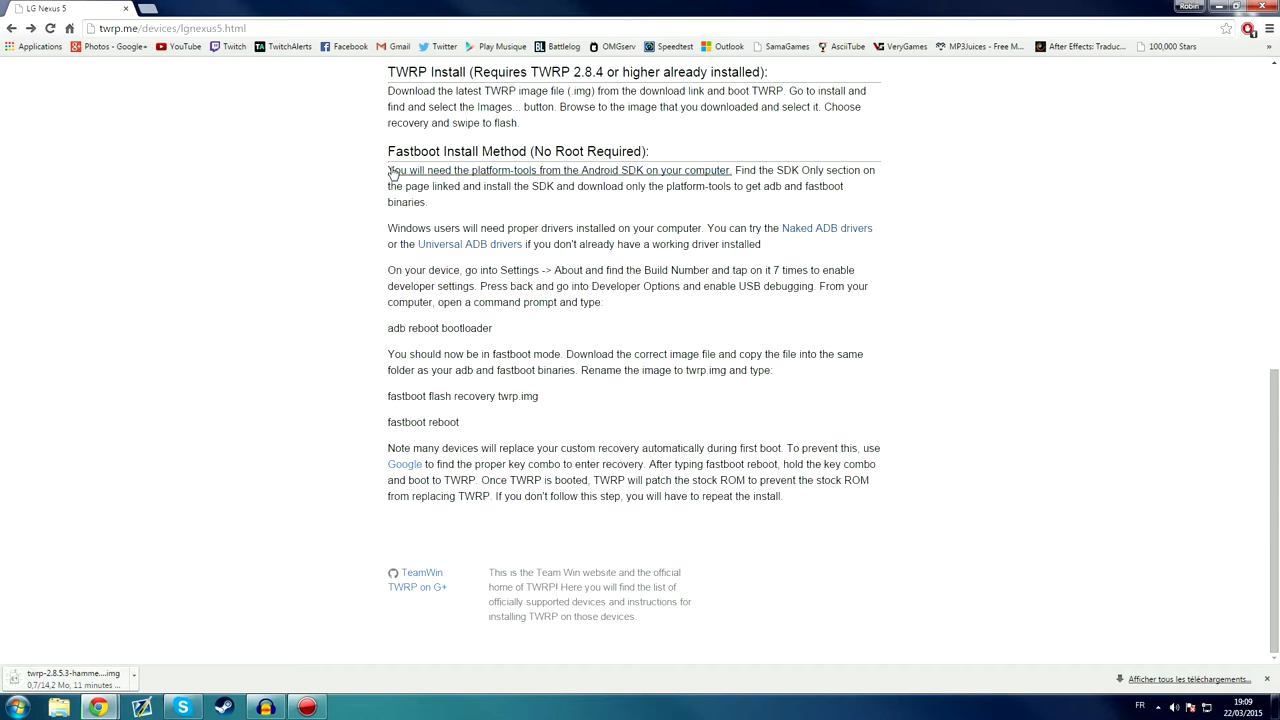 LG Nexus 5
Robin
twrp.me/devices/lgnexus5.html
Applications
Photos - Google+
YouTube
Twitch
TwitchAlerts
Facebook
Gmail
Twitter
Play Musique
Battlelog
OMGserv
Speedtest
Outlook
SamaGames
AsciiTube
VeryGames
MP3Juices - Free M...
After Effects: Traduc...
100,000 Stars
»
TWRP Install (Requires TWRP 2.8.4 or higher already installed):
Download the latest TWRP image file (.img) from the download link and boot TWRP. Go to install and
find and select the Images... button. Browse to the image that you downloaded and select it. Choose
recovery and swipe to flash.
Fastboot Install Method (No Root Required):
You will need the platform-tools from the Android SDK on your computer. Find the SDK Only section on
the page linked and install the SDK and download only the platform-tools to get adb and fastboot
binaries.
Windows users will need proper drivers installed on your computer. You can try the Naked ADB drivers
or the Universal ADB drivers if you don't already have a working driver installed
On your device, go into Settings -> About and find the Build Number and tap on it 7 times to enable
developer settings. Press back and go into Developer Options and enable USB debugging. From your
computer, open a command prompt and type:
adb reboot bootloader
You should now be in fastboot mode. Download the correct image file and copy the file into the same
folder as your adb and fastboot binaries. Rename the image to twrp.img and type:
fastboot flash recovery twrp.img
fastboot reboot
Note many devices will replace your custom recovery automatically during first boot. To prevent this, use
Google to find the proper key combo to enter recovery. After typing fastboot reboot, hold the key combo
and boot to TWRP. Once TWRP is booted, TWRP will patch the stock ROM to prevent the stock ROM
from replacing TWRP. If you don't follow this step, you will have to repeat the install.
TeamWin
TWRP on G+
This is the Team Win website and the official
home of TWRP! Here you will find the list of
officially supported devices and instructions for
installing TWRP on those devices.
twrp-2.8.5.3-hamme....img
0,7/14,2 Mo, 11 minutes ...
Afficher tous les téléchargements...
FR
19:09
22/03/2015